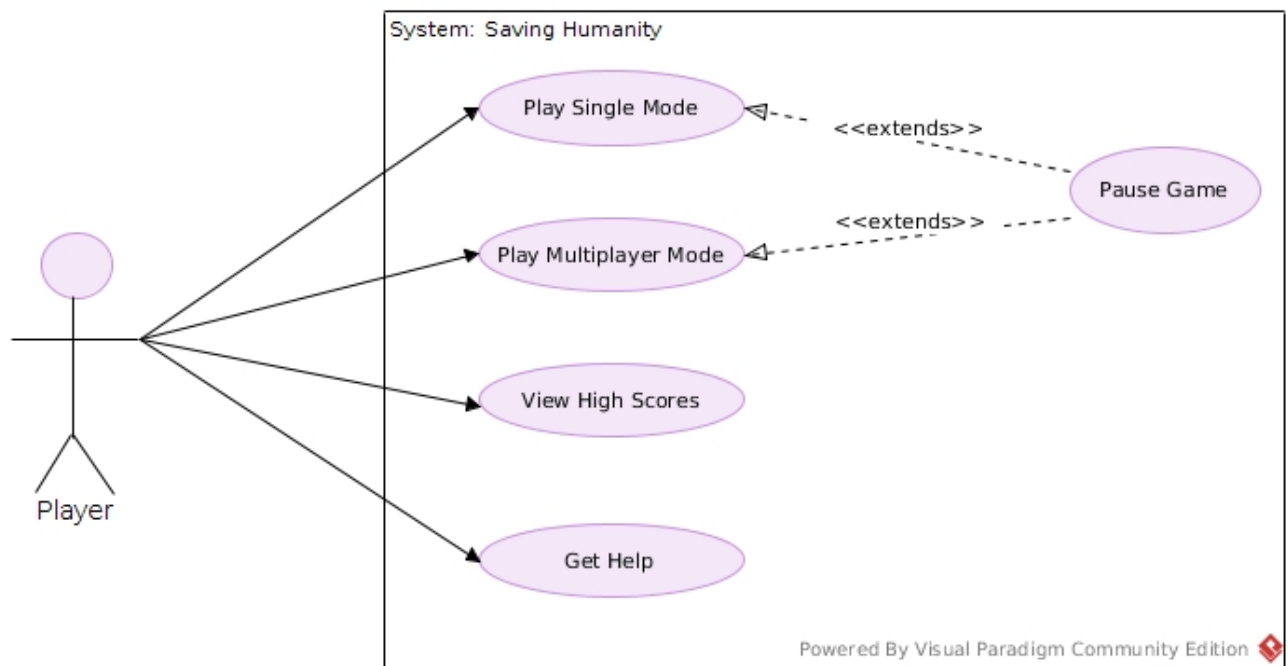 System: Saving Humanity
Play Single Mode
<<extends>>
Pause Game
<<extends>>
Play Multiplayer Mode
View High Scores
Player
Get Help
Powered By Visual Paradigm Community Edition